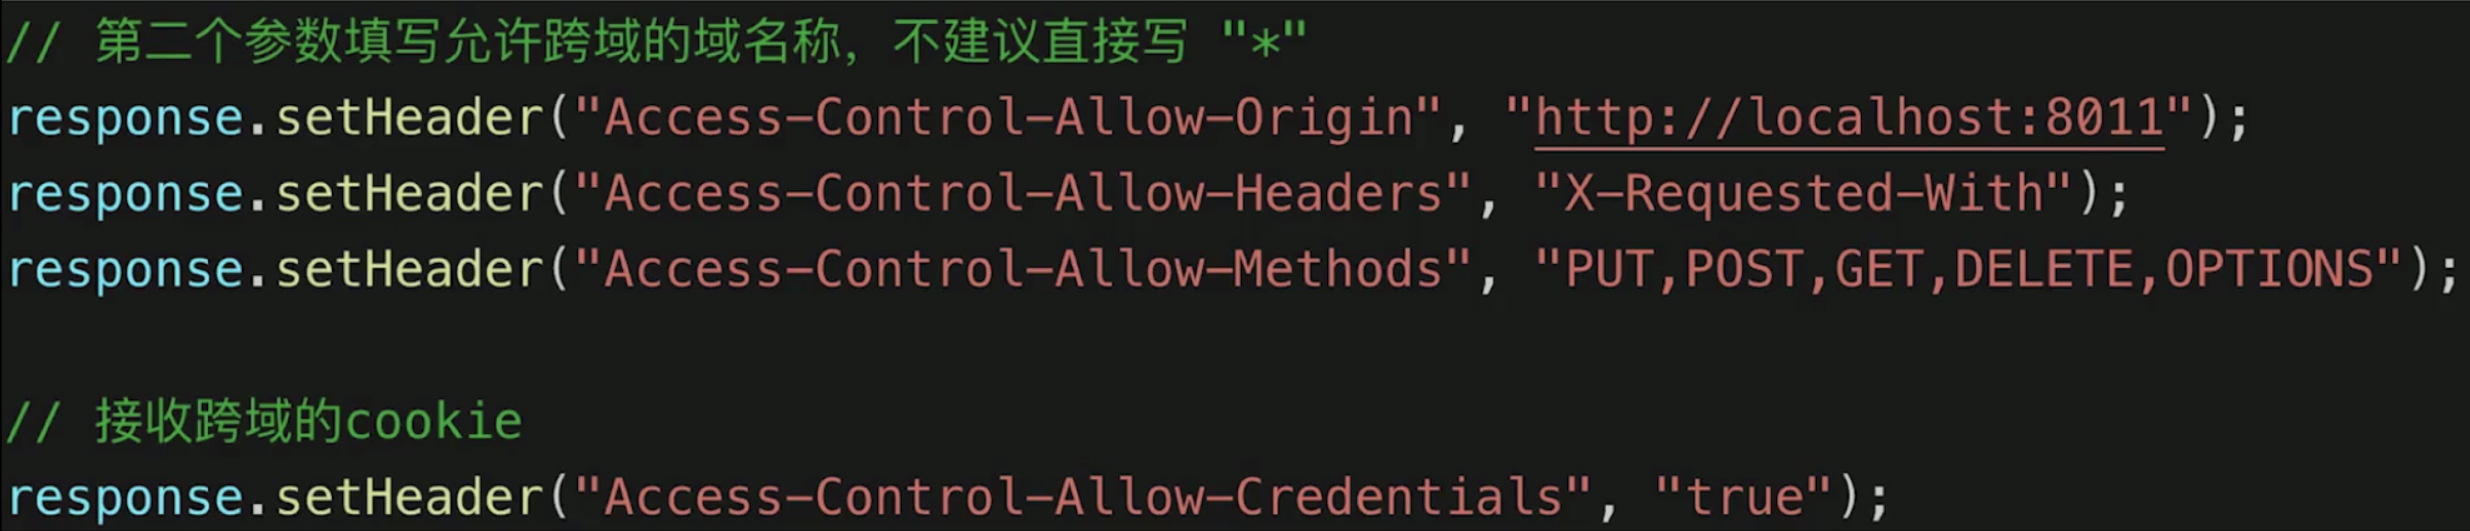 // 第二个参数填写允许跨域的域名称，不建议直接写 "*"
response.setHeader("Access-Control-Allow-Origin", "http://localhost:8011");
response.setHeader("Access-Control-Allow-Headers", "X-Requested-With");
response.setHeader("Access-Control-Allow-Methods", "PUT,POST,GET,DELETE,OPTIONS");
// 接收跨域的cookie
response.setHeader("Access-Control-Allow-Credentials", "true");